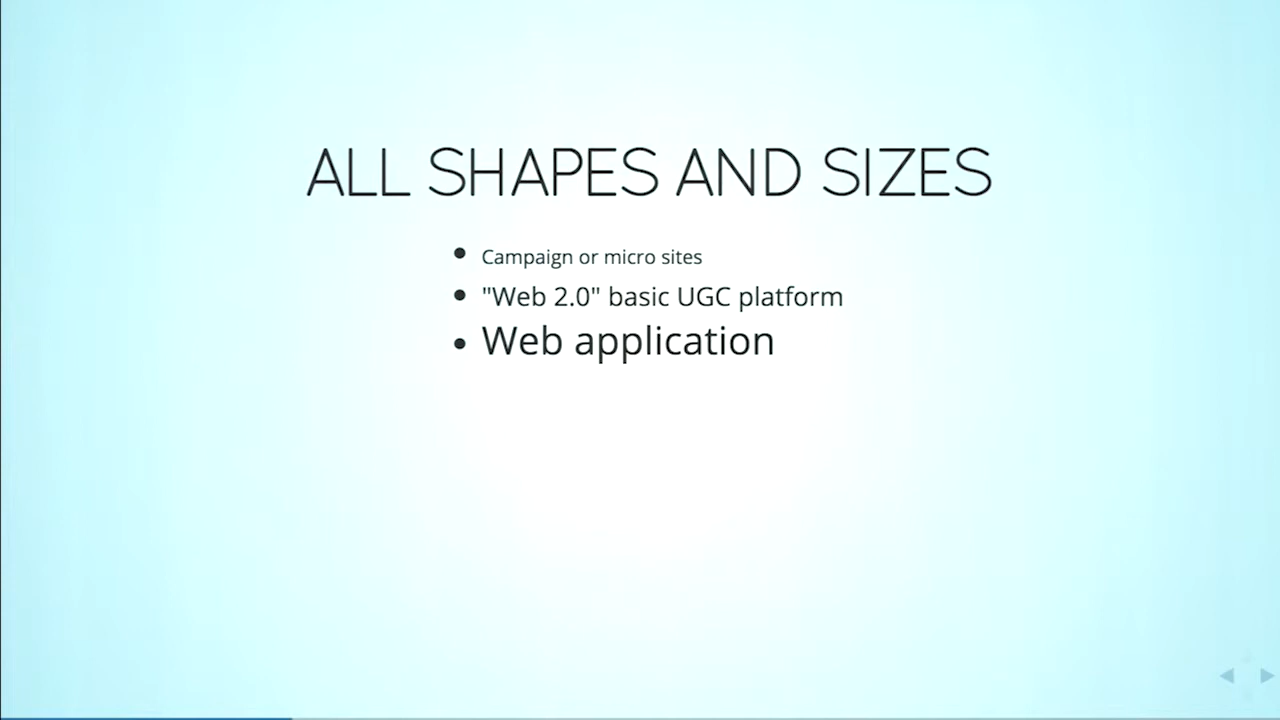 ALL SHAPES AND SIZES
Campaign or micro sites
"Web 2.0" basic UGC platform
Web application